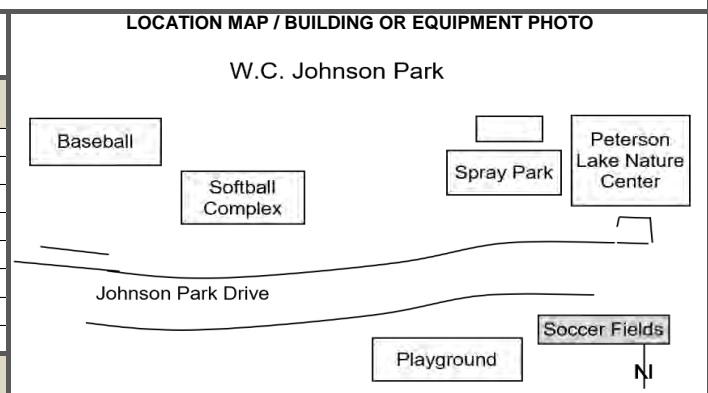 LOCATION MAP / BUILDING OR EQUIPMENT PHOTO
W.C. Johnson Park
Baseball
Softball
Complex
Spray Park
Peterson
Lake Nature
Center
Johnson Park Drive
Soccer Fields
Playground
N